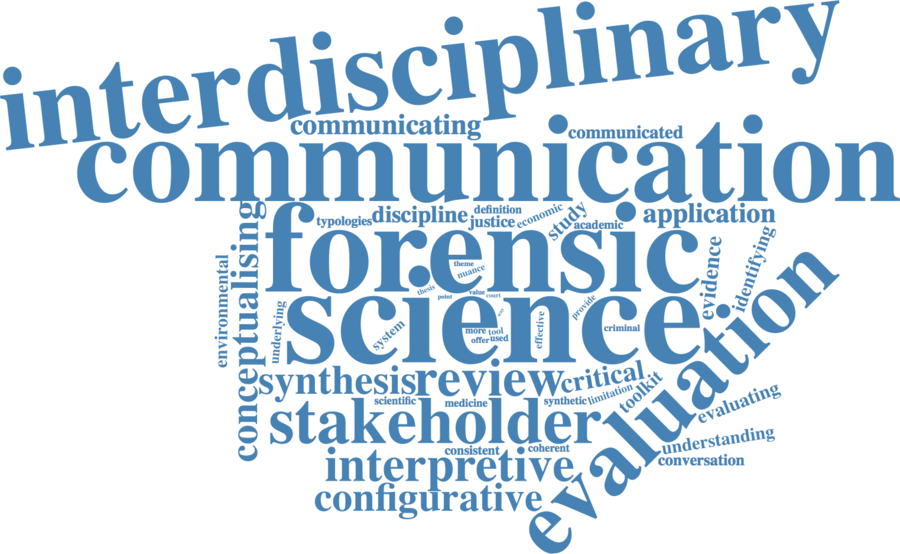 interdisciplinary
communicating
communicated
communication
typologies
discipline
definition
justice
economic
study
academic
application
forensic
theme
nuance
thesis
point
value
court
science
environmental
conceptualising
underlying
system
more
tool
offer
used
effective
provide
criminal
evidence
identifying
evaluation
synthesis
review
critical
toolkit
scientific
medicine
synthetic
limitation
stakeholder
evaluating
understanding
conversation
consistent
coherent
interpretive
configurative